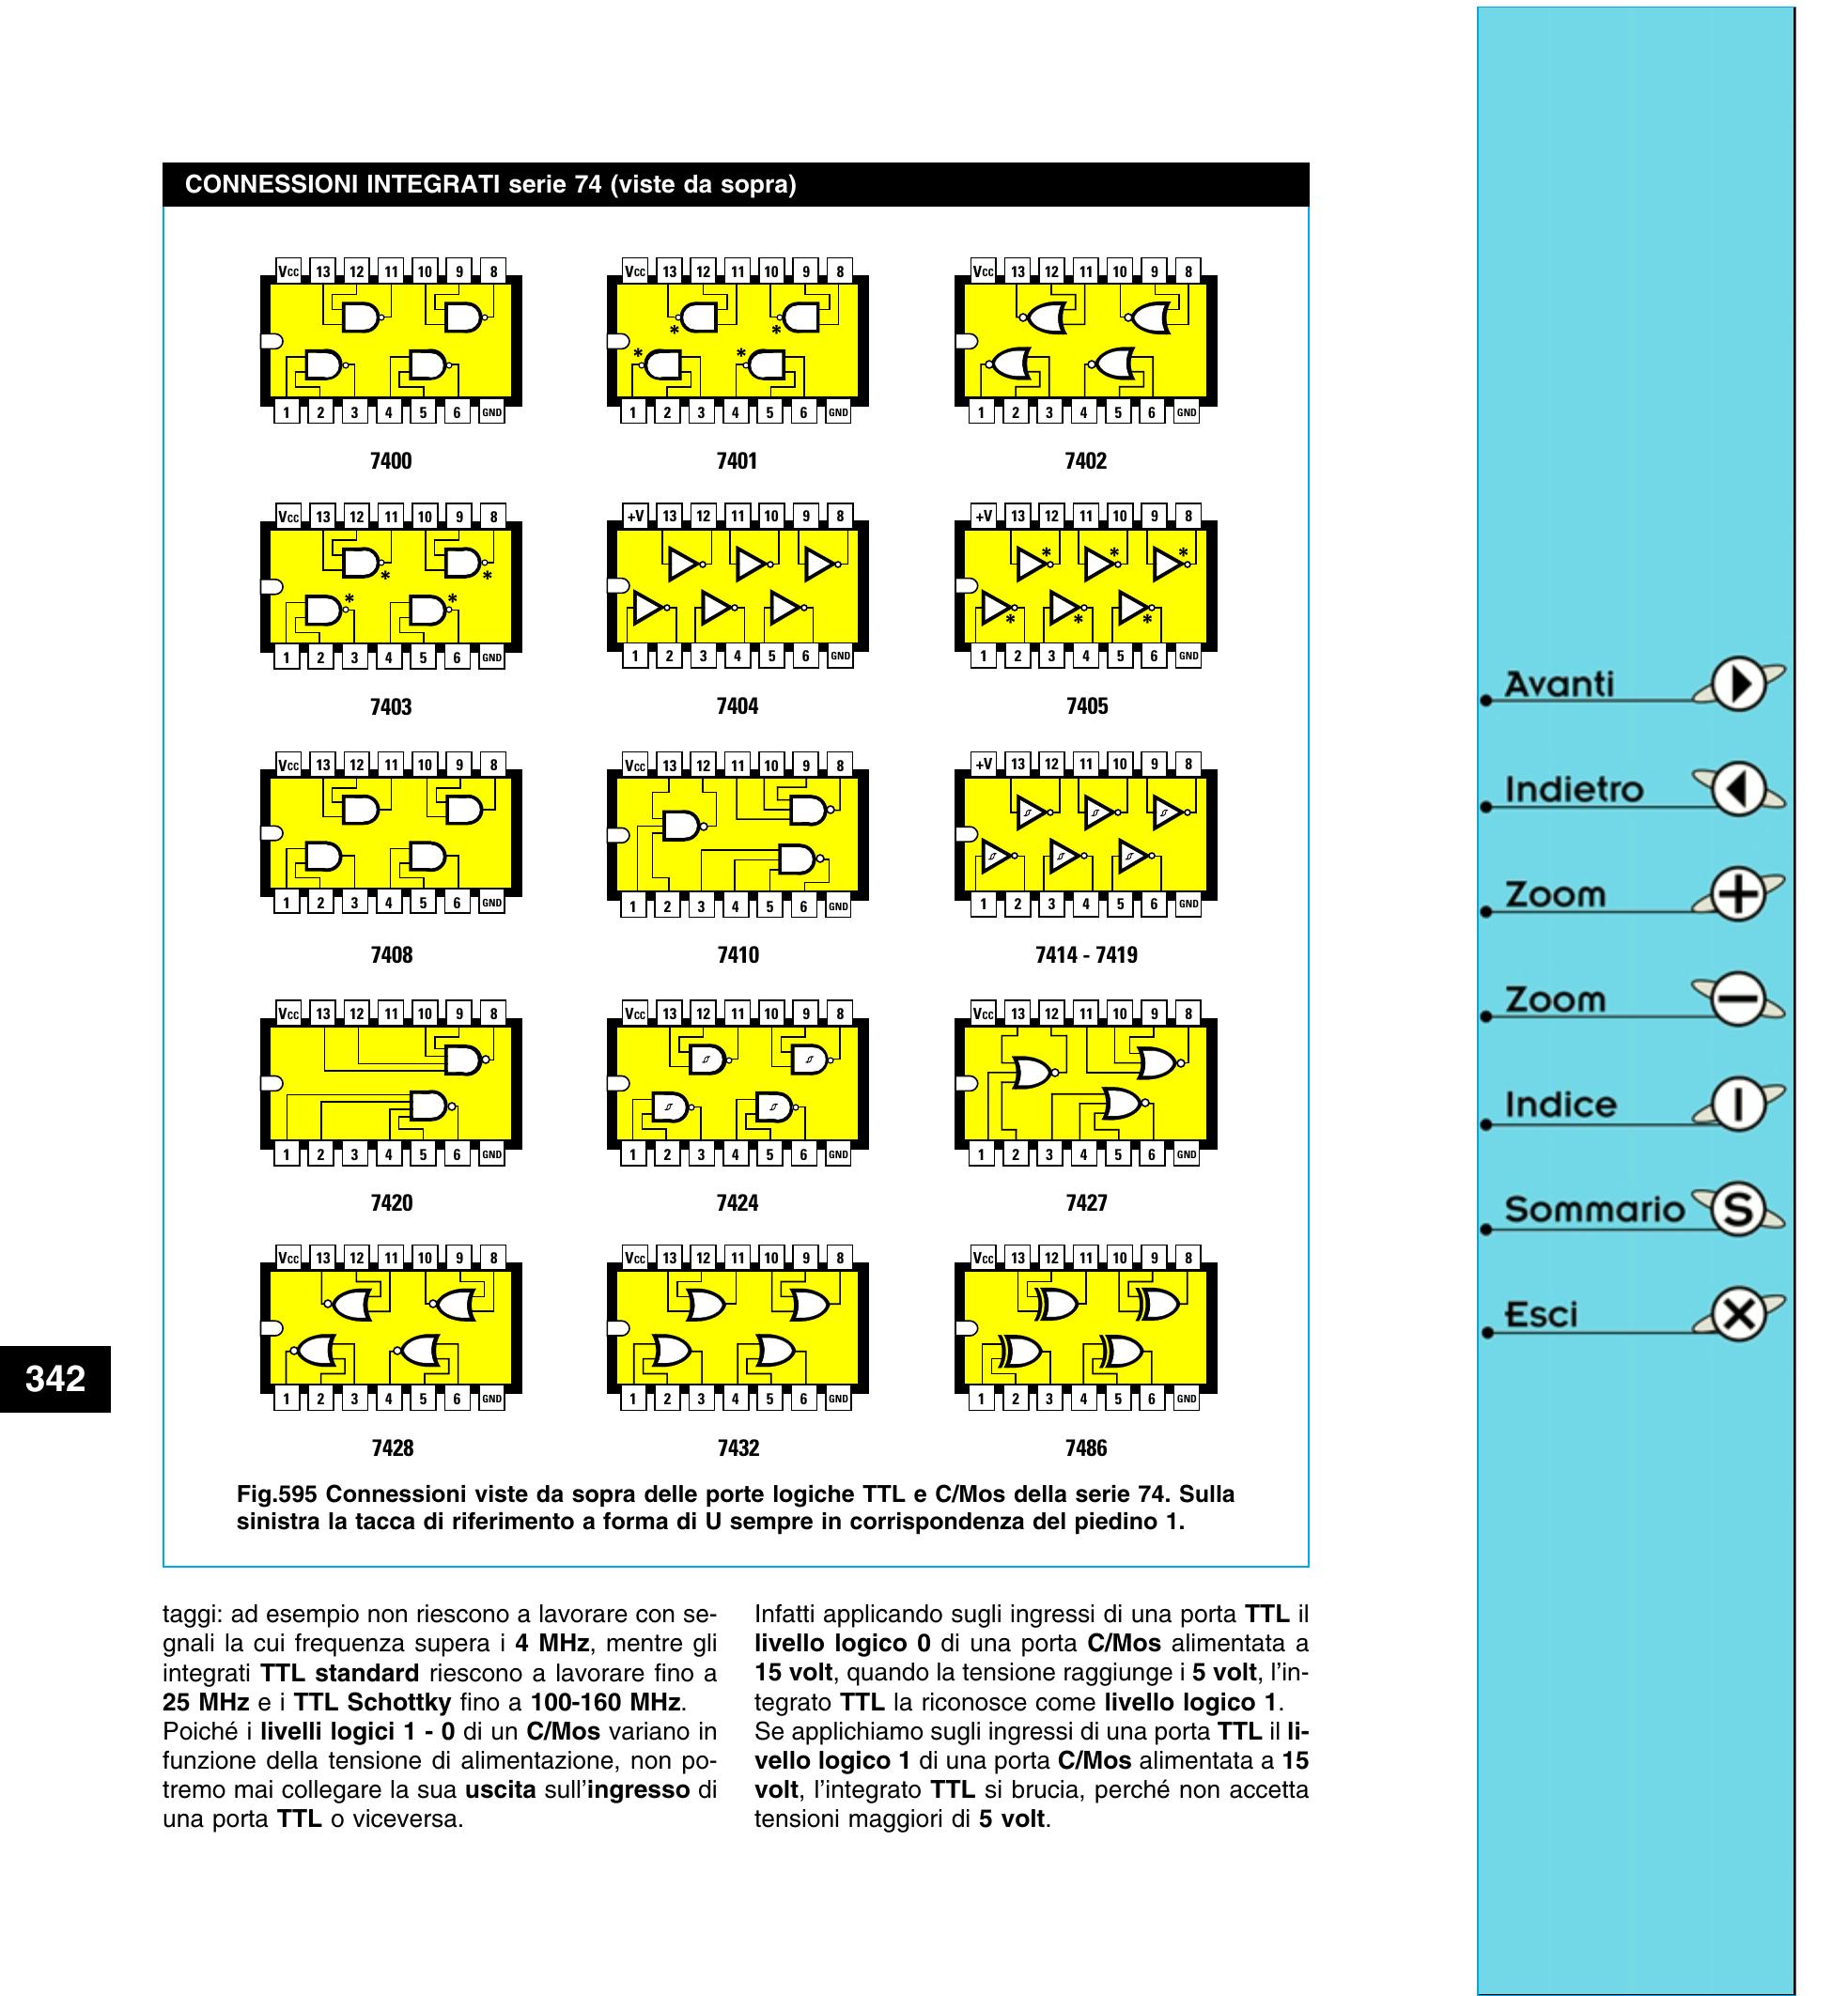 CONNESSIONI INTEGRATI serie 74 (viste da sopra)
Vcc 13 12 11 10 9 8
1 2 3 4 5 6 GND
7400
Vcc 13 12 11 10 9 8
* *
* *
1 2 3 4 5 6 GND
7401
Vcc 13 12 11 10 9 8
1 2 3 4 5 6 GND
7402
Vcc 13 12 11 10 9 8
* *
* *
1 2 3 4 5 6 GND
7403
+V 13 12 11 10 9 8
1 2 3 4 5 6 GND
7404
+V 13 12 11 10 9 8
* * *
* * *
1 2 3 4 5 6 GND
7405
Vcc 13 12 11 10 9 8
1 2 3 4 5 6 GND
7408
Vcc 13 12 11 10 9 8
1 2 3 4 5 6 GND
7410
+V 13 12 11 10 9 8
1 2 3 4 5 6 GND
7414 - 7419
Vcc 13 12 11 10 9 8
1 2 3 4 5 6 GND
7420
Vcc 13 12 11 10 9 8
1 2 3 4 5 6 GND
7424
Vcc 13 12 11 10 9 8
1 2 3 4 5 6 GND
7427
Vcc 13 12 11 10 9 8
1 2 3 4 5 6 GND
7428
Vcc 13 12 11 10 9 8
1 2 3 4 5 6 GND
7432
Vcc 13 12 11 10 9 8
1 2 3 4 5 6 GND
7486
Fig.595 Connessioni viste da sopra delle porte logiche TTL e C/Mos della serie 74. Sulla
sinistra la tacca di riferimento a forma di U sempre in corrispondenza del piedino 1.
342
taggi: ad esempio non riescono a lavorare con se-
gnali la cui frequenza supera i 4 MHz, mentre gli
integrati TTL standard riescono a lavorare fino a
25 MHz e i TTL Schottky fino a 100-160 MHz.
Poiché i livelli logici 1 - 0 di un C/Mos variano in
funzione della tensione di alimentazione, non po-
tremo mai collegare la sua uscita sull'ingresso di
una porta TTL o viceversa.
Infatti applicando sugli ingressi di una porta TTL il
livello logico 0 di una porta C/Mos alimentata a
15 volt, quando la tensione raggiunge i 5 volt, l'in-
tegrato TTL la riconosce come livello logico 1.
Se applichiamo sugli ingressi di una porta TTL il li-
vello logico 1 di una porta C/Mos alimentata a 15
volt, l'integrato TTL si brucia, perché non accetta
tensioni maggiori di 5 volt.
Avanti
Indietro
Zoom +
Zoom −
Indice I
Sommario S
Esci X